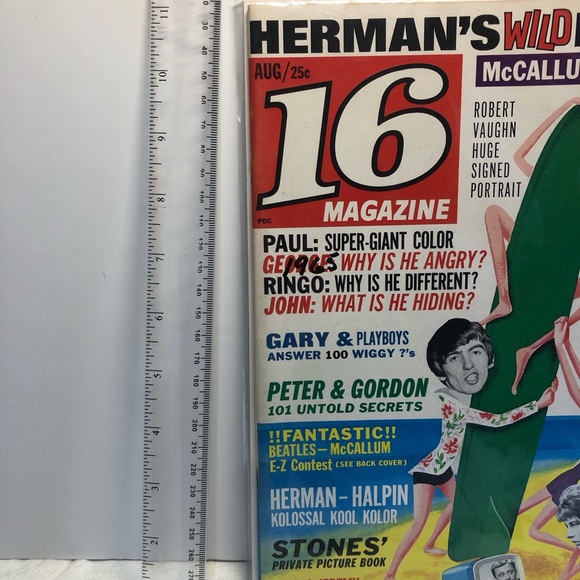 HERMAN'S WILD
AUG/25¢
16
MAGAZINE
PDC
McCALLU
ROBERT
VAUGHN
HUGE
SIGNED
PORTRAIT
PAUL: SUPER-GIANT COLOR
GEORGE: WHY IS HE ANGRY?
1965
RINGO: WHY IS HE DIFFERENT?
JOHN: WHAT IS HE HIDING?
GARY & PLAYBOYS
ANSWER 100 WIGGY ?'s
PETER & GORDON
101 UNTOLD SECRETS
!!FANTASTIC!!
BEATLES—McCALLUM
E-Z Contest (SEE BACK COVER)
HERMAN – HALPIN
KOLOSSAL KOOL KOLOR
STONES'
PRIVATE PICTURE BOOK